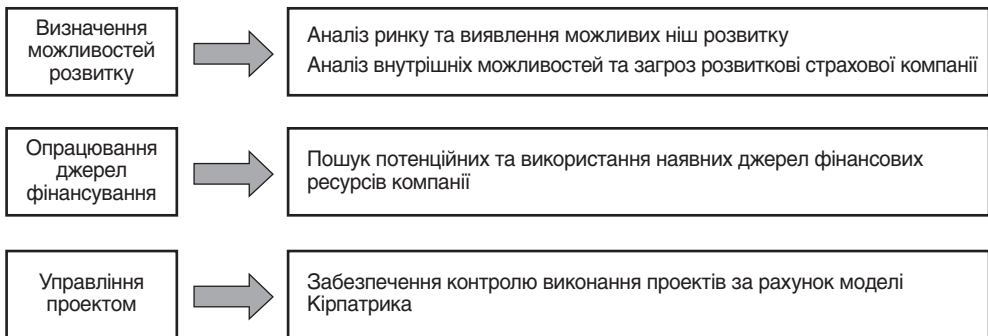 Визначення
можливостей
розвитку
Аналіз ринку та виявлення можливих ніш розвитку
Аналіз внутрішніх можливостей та загроз розвиткові страхової компанії
Опрацювання
джерел
фінансування
Пошук потенційних та використання наявних джерел фінансових
ресурсів компанії
Управління
проектом
Забезпечення контролю виконання проектів за рахунок моделі
Кірпатрика